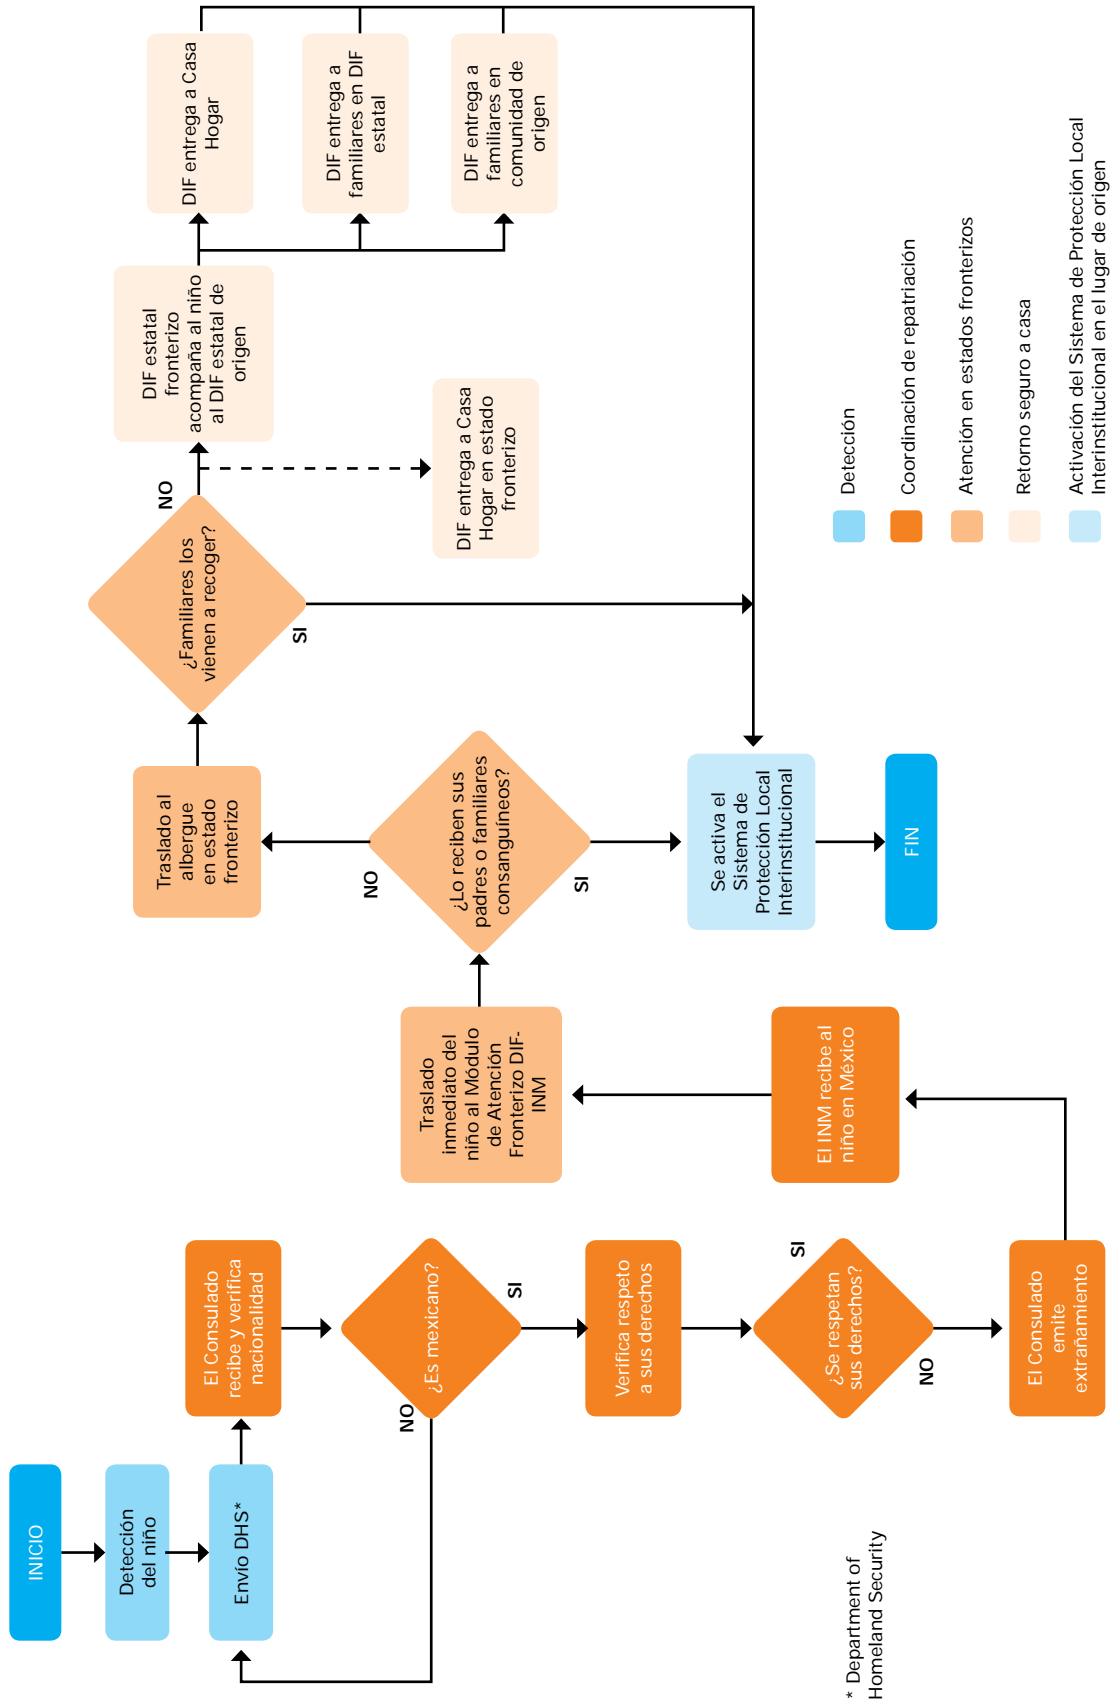 INICIO
Detección
del niño
Envío DHS*
El Consulado
recibe y verifica
nacionalidad
¿Es mexicano?
NO
SI
Verifica respeto
a sus derechos
¿Se respetan
sus derechos?
SI
NO
El Consulado
emite
extrañamiento
El INM recibe al
niño en México
Traslado
inmediato del
niño al Módulo
de Atención
Fronterizo DIF-
INM
¿Lo reciben sus
padres o familiares
consanguíneos?
NO
SI
Traslado al
albergue
en estado
fronterizo
Se activa el
Sistema de
Protección Local
Interinstitucional
FIN
¿Familiares los
vienen a recoger?
NO
SI
DIF estatal
fronterizo
acompaña al niño
al DIF estatal de
origen
DIF entrega a Casa
Hogar en estado
fronterizo
DIF entrega a Casa
Hogar
DIF entrega a
familiares en DIF
estatal
DIF entrega a
familiares en
comunidad de
origen
Detección
Coordinación de repatriación
Atención en estados fronterizos
Retorno seguro a casa
Activación del Sistema de Protección Local
Interinstitucional en el lugar de origen
* Department of
Homeland Security